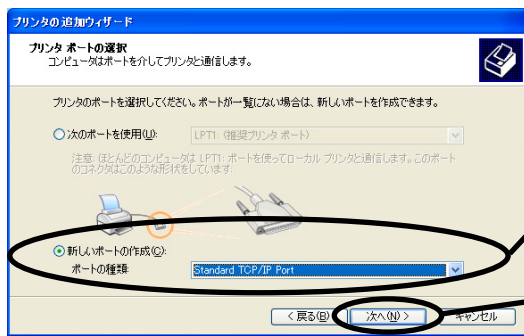 プリンタの追加ウィザード
プリンタ ポートの選択
コンピュータはポートを介してプリンタと通信します。
プリンタのポートを選択してください。ポートが一覧にない場合は、新しいポートを作成できます。
次のポートを使用(U): LPT1: (推奨プリンタ ポート)
注意: ほとんどのコンピュータは LPT1: ポートを使ってローカル プリンタと通信します。このポート
のコネクタはこのような形状をしています:
新しいポートの作成(C):
ポートの種類: Standard TCP/IP Port
< 戻る(B) 次へ(N) > キャンセル